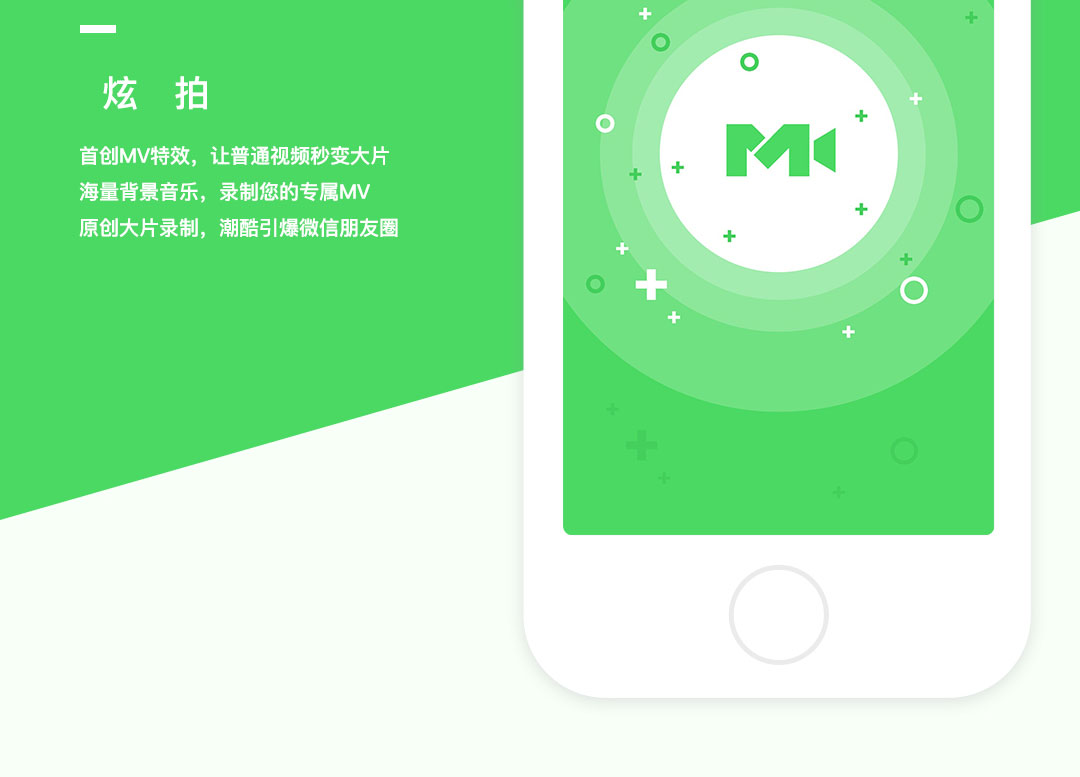 炫 拍
首创MV特效，让普通视频秒变大片
海量背景音乐，录制您的专属MV
原创大片录制，潮酷引爆微信朋友圈